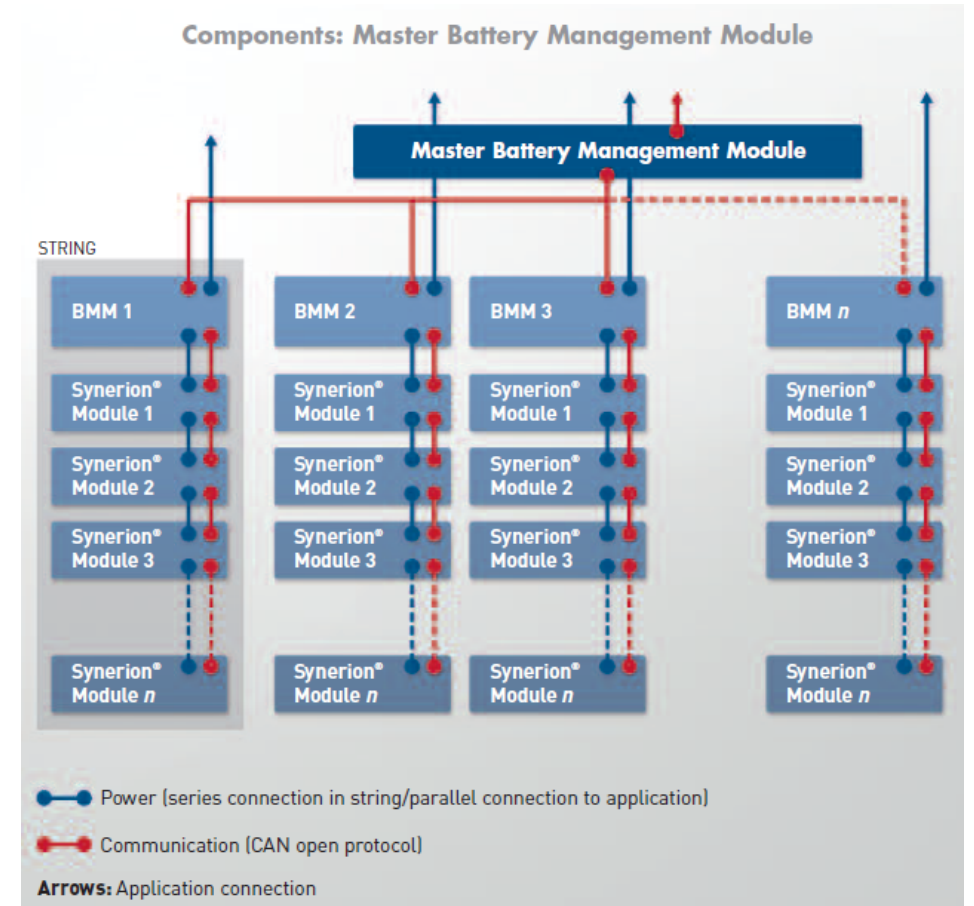 Components: Master Battery Management Module
Master Battery Management Module
STRING
BMM 1
BMM 2
BMM 3
BMM n
Synerion®
Module 1
Synerion®
Module 1
Synerion®
Module 1
Synerion®
Module 1
Synerion®
Module 2
Synerion®
Module 2
Synerion®
Module 2
Synerion®
Module 2
Synerion®
Module 3
Synerion®
Module 3
Synerion®
Module 3
Synerion®
Module 3
Synerion®
Module n
Synerion®
Module n
Synerion®
Module n
Synerion®
Module n
Power (series connection in string/parallel connection to application)
Communication (CAN open protocol)
Arrows: Application connection